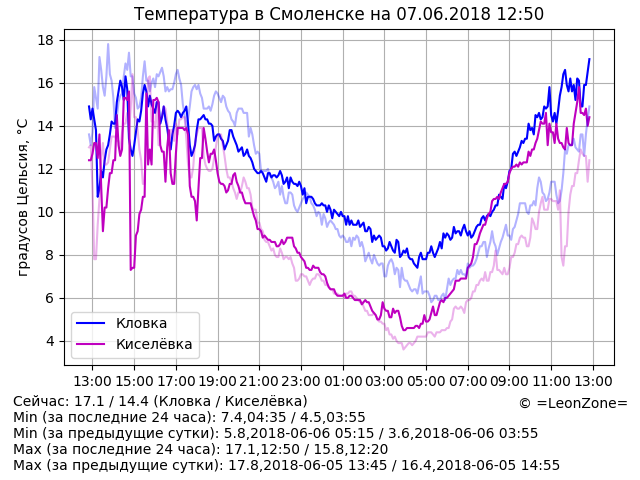 Температура в Смоленске на 07.06.2018 12:50
градусов Цельсия, °C
18
16
14
12
10
8
6
4
Кловка
Киселёвка
13:00 15:00 17:00 19:00 21:00 23:00 01:00 03:00 05:00 07:00 09:00 11:00 13:00
Сейчас: 17.1 / 14.4 (Кловка / Киселёвка)
© =LeonZone=
Min (за последние 24 часа): 7.4,04:35 / 4.5,03:55
Min (за предыдущие сутки): 5.8,2018-06-06 05:15 / 3.6,2018-06-06 03:55
Max (за последние 24 часа): 17.1,12:50 / 15.8,12:20
Max (за предыдущие сутки): 17.8,2018-06-05 13:45 / 16.4,2018-06-05 14:55